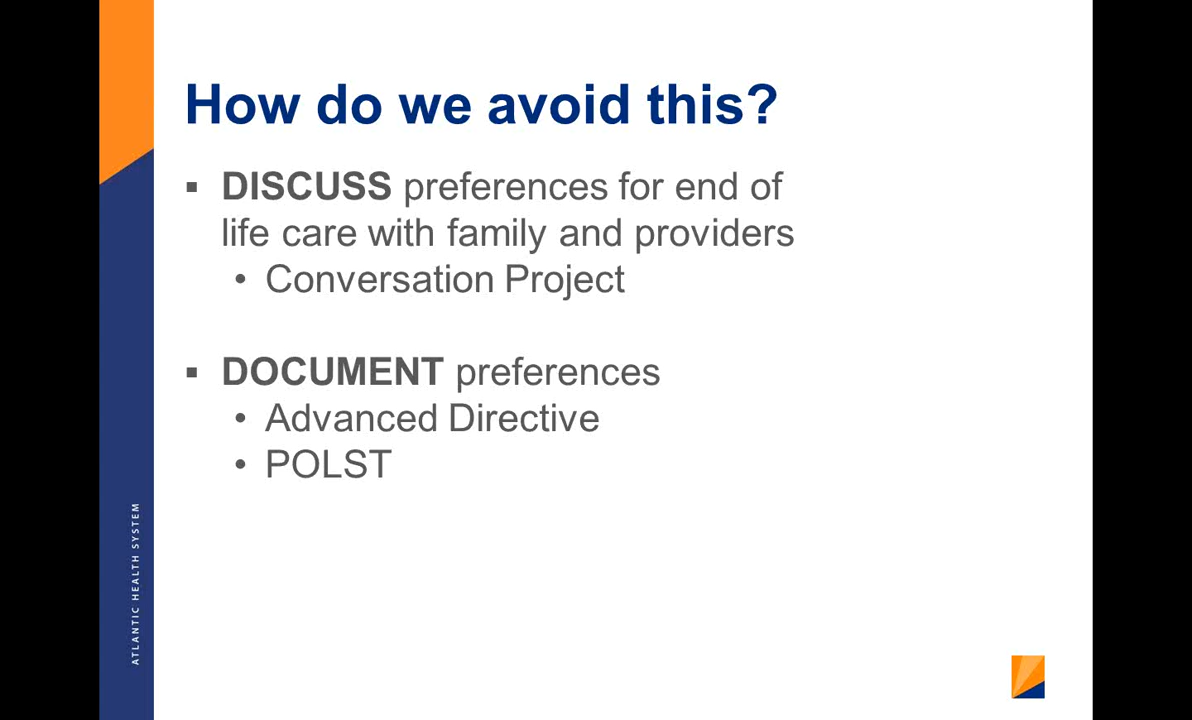 How do we avoid this?
▪ DISCUSS preferences for end of
life care with family and providers
• Conversation Project
▪ DOCUMENT preferences
• Advanced Directive
• POLST
ATLANTIC HEALTH SYSTEM